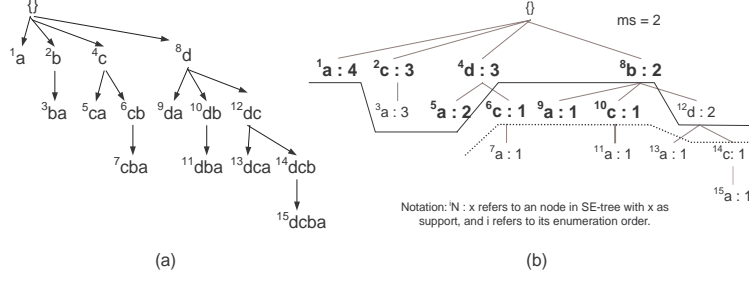 {}
¹a ²b ⁴c ⁸d
³ba ⁵ca ⁶cb ⁹da ¹⁰db ¹²dc
⁷cba ¹¹dba ¹³dca ¹⁴dcb
¹⁵dcba
(a)
{}
ms = 2
¹a : 4 ²c : 3 ⁴d : 3 ⁸b : 2
³a : 3 ⁵a : 2 ⁶c : 1 ⁹a : 1 ¹⁰c : 1 ¹²d : 2
⁷a : 1 ¹¹a : 1 ¹³a : 1 ¹⁴c: 1
¹⁵a : 1
Notation: ⁱN : x refers to an node in SE-tree with x as
support, and i refers to its enumeration order.
(b)